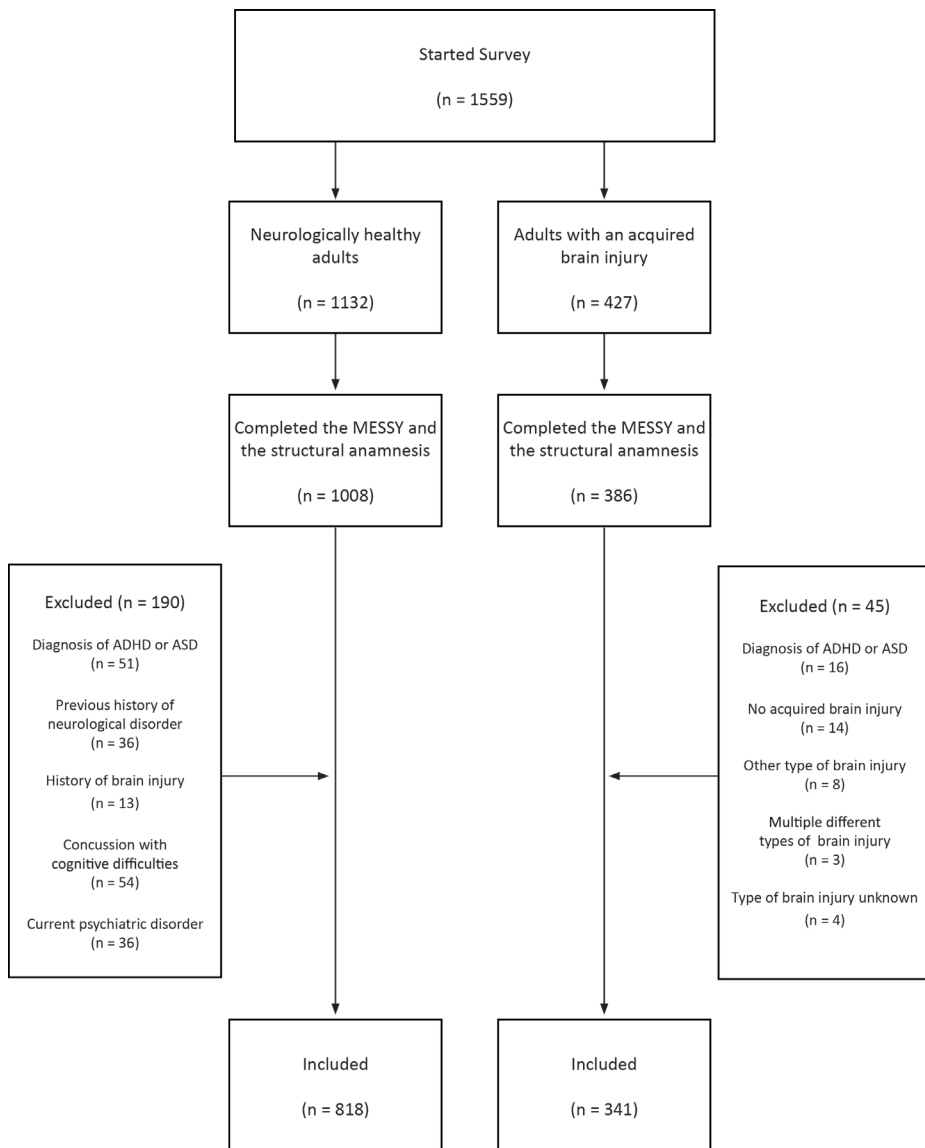 Started Survey
(n = 1559)
Neurologically healthy
adults
(n = 1132)
Adults with an acquired
brain injury
(n = 427)
Completed the MESSY and
the structural anamnesis
(n = 1008)
Completed the MESSY and
the structural anamnesis
(n = 386)
Excluded (n = 190)
Diagnosis of ADHD or ASD
(n = 51)
Previous history of
neurological disorder
(n = 36)
History of brain injury
(n = 13)
Concussion with
cognitive difficulties
(n = 54)
Current psychiatric disorder
(n = 36)
Excluded (n = 45)
Diagnosis of ADHD or ASD
(n = 16)
No acquired brain injury
(n = 14)
Other type of brain injury
(n = 8)
Multiple different
types of brain injury
(n = 3)
Type of brain injury unknown
(n = 4)
Included
(n = 818)
Included
(n = 341)